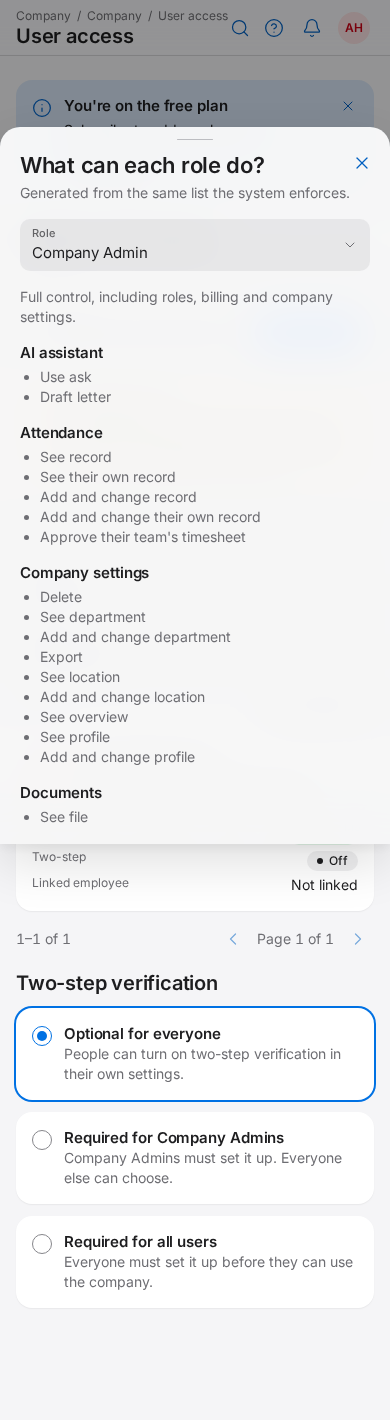 Company / Company / User access
User access
AH
You're on the free plan
What can each role do?
Generated from the same list the system enforces.
Role
Company Admin
Full control, including roles, billing and company
settings.
AI assistant
Use ask
Draft letter
Attendance
See record
See their own record
Add and change record
Add and change their own record
Approve their team's timesheet
Company settings
Delete
See department
Add and change department
Export
See location
Add and change location
See overview
See profile
Add and change profile
Documents
See file
Two-step
Off
Linked employee
Not linked
1–1 of 1
Page 1 of 1
Two-step verification
Optional for everyone
People can turn on two-step verification in
their own settings.
Required for Company Admins
Company Admins must set it up. Everyone
else can choose.
Required for all users
Everyone must set it up before they can use
the company.